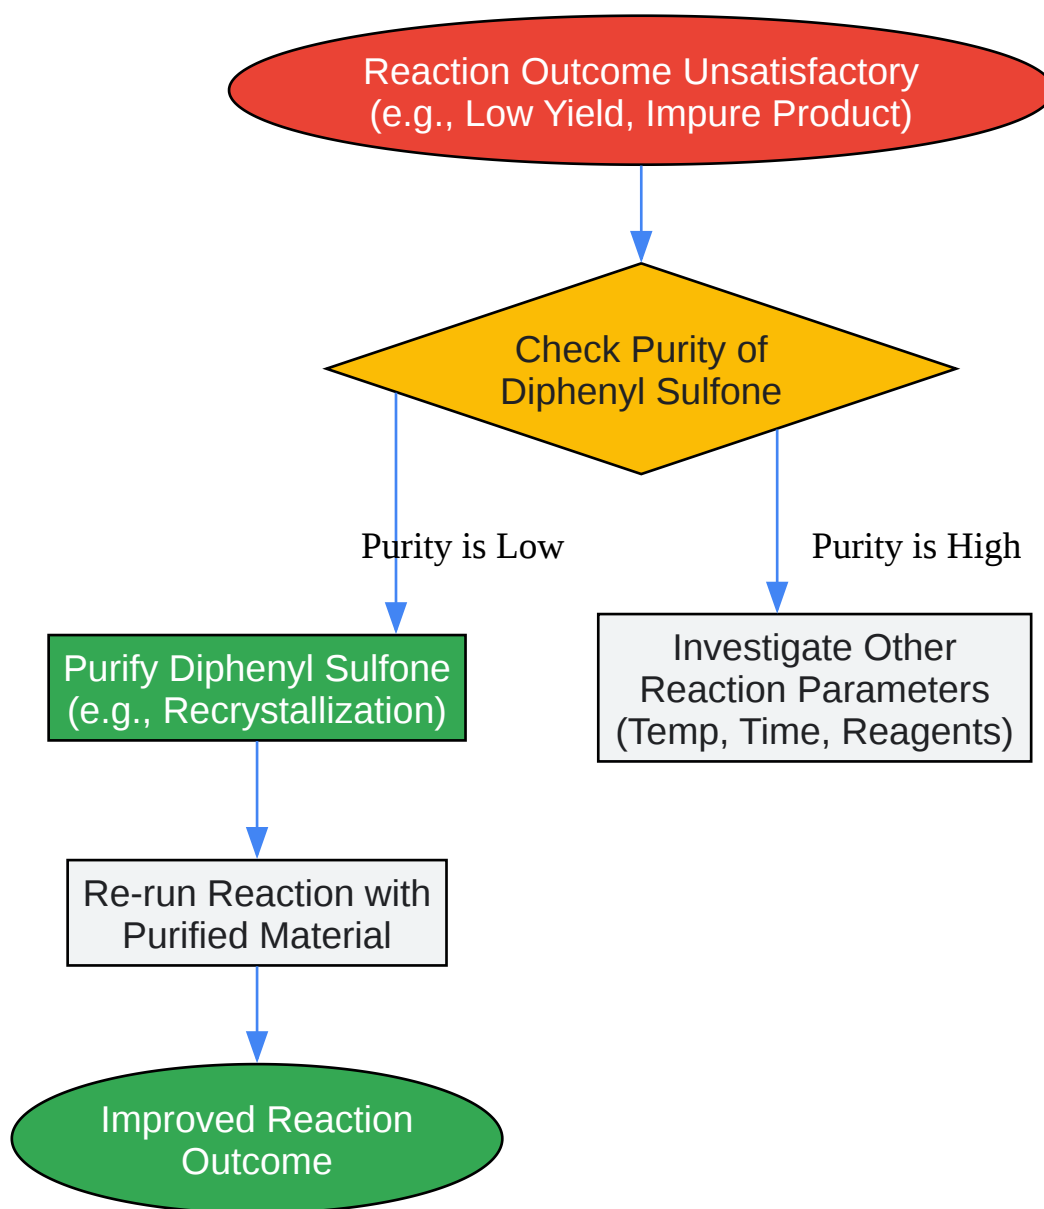 Reaction Outcome Unsatisfactory
(e.g., Low Yield, Impure Product)
Check Purity of
Diphenyl Sulfone
Purity is Low
Purity is High
Purify Diphenyl Sulfone
(e.g., Recrystallization)
Investigate Other
Reaction Parameters
(Temp, Time, Reagents)
Re-run Reaction with
Purified Material
Improved Reaction
Outcome